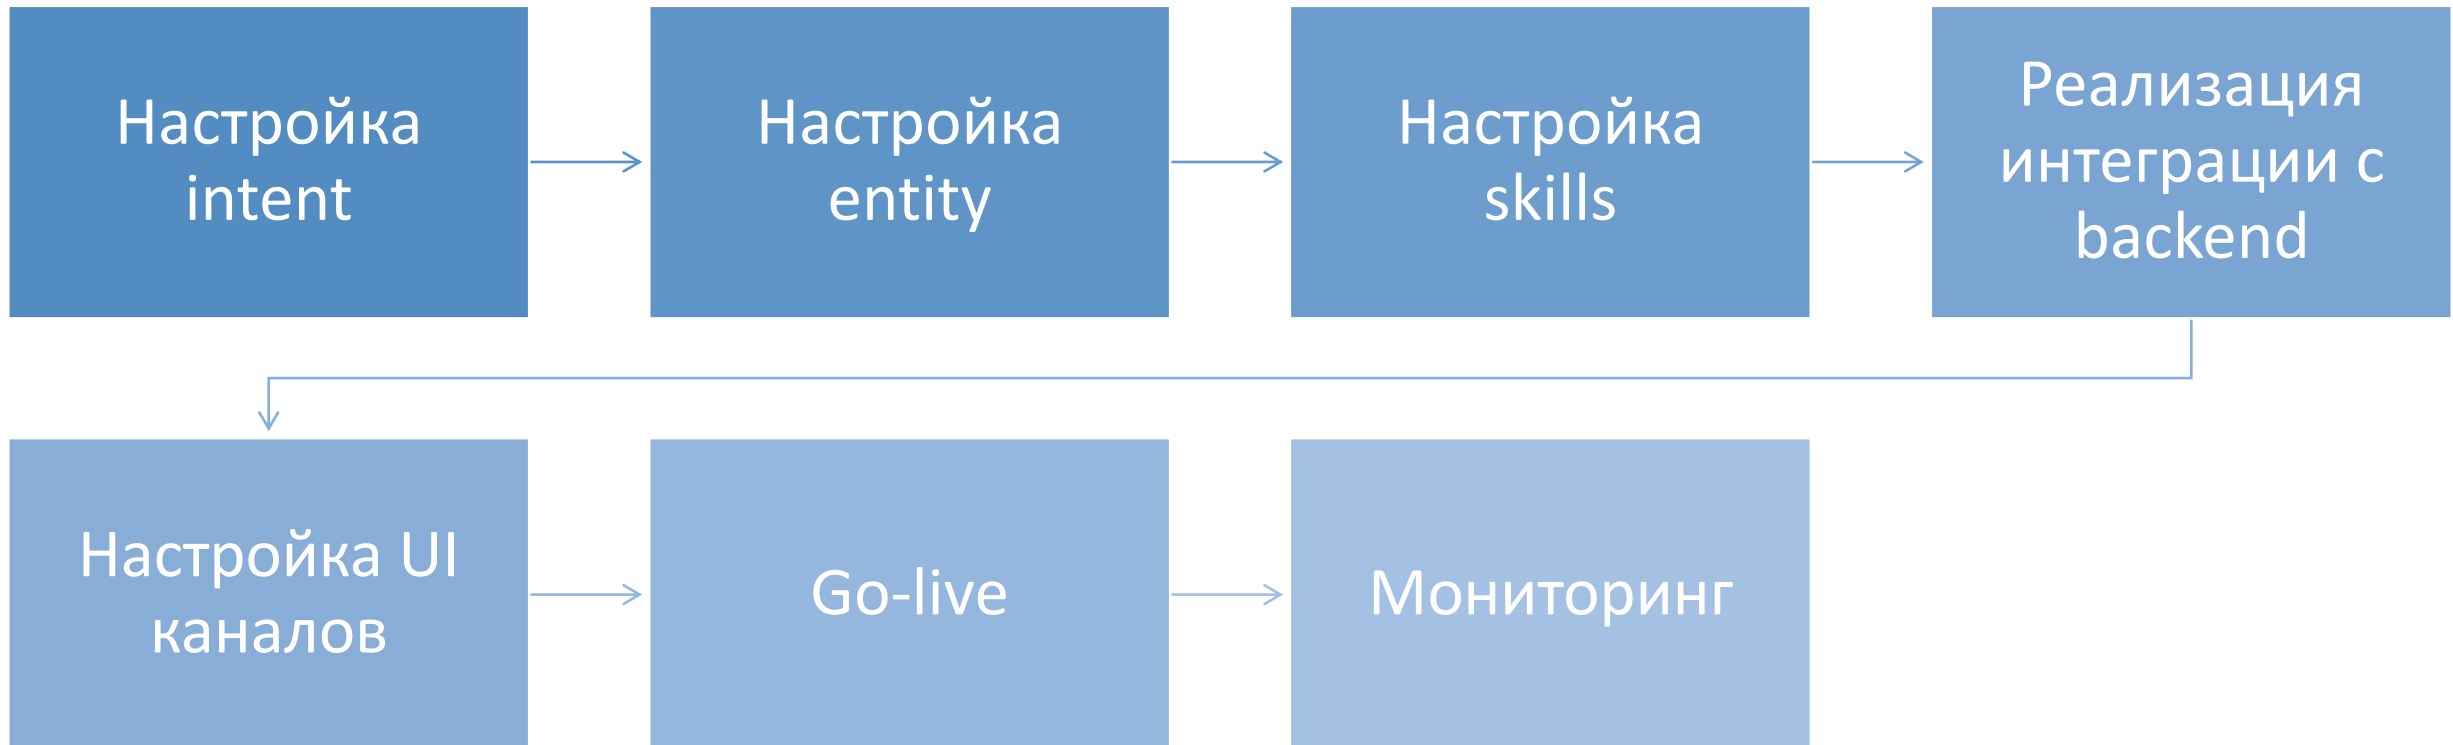 Настройка
intent
Настройка
entity
Настройка
skills
Реализация
интеграции с
backend
Настройка UI
каналов
Go-live
Мониторинг